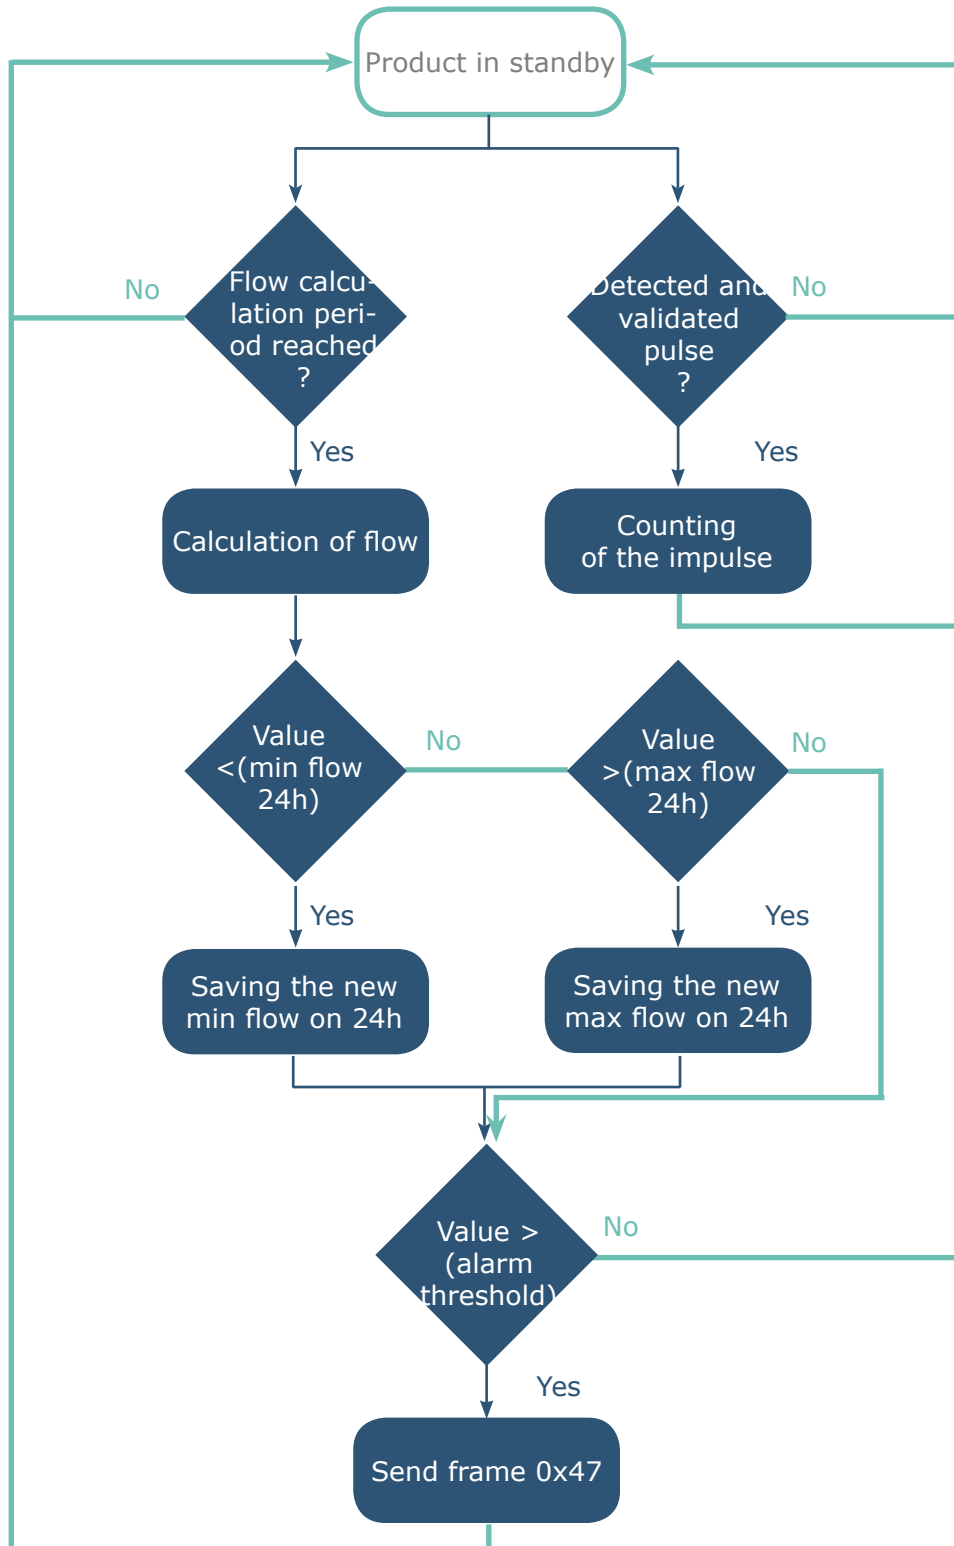 Product in standby
No
Flow calcu-
lation peri-
od reached
?
Detected and
validated
pulse
?
No
Yes
Yes
Calculation of flow
Counting
of the impulse
Value
<(min flow
24h)
No
Value
>(max flow
24h)
No
Yes
Yes
Saving the new
min flow on 24h
Saving the new
max flow on 24h
Value >
(alarm
threshold)
No
Yes
Send frame 0x47